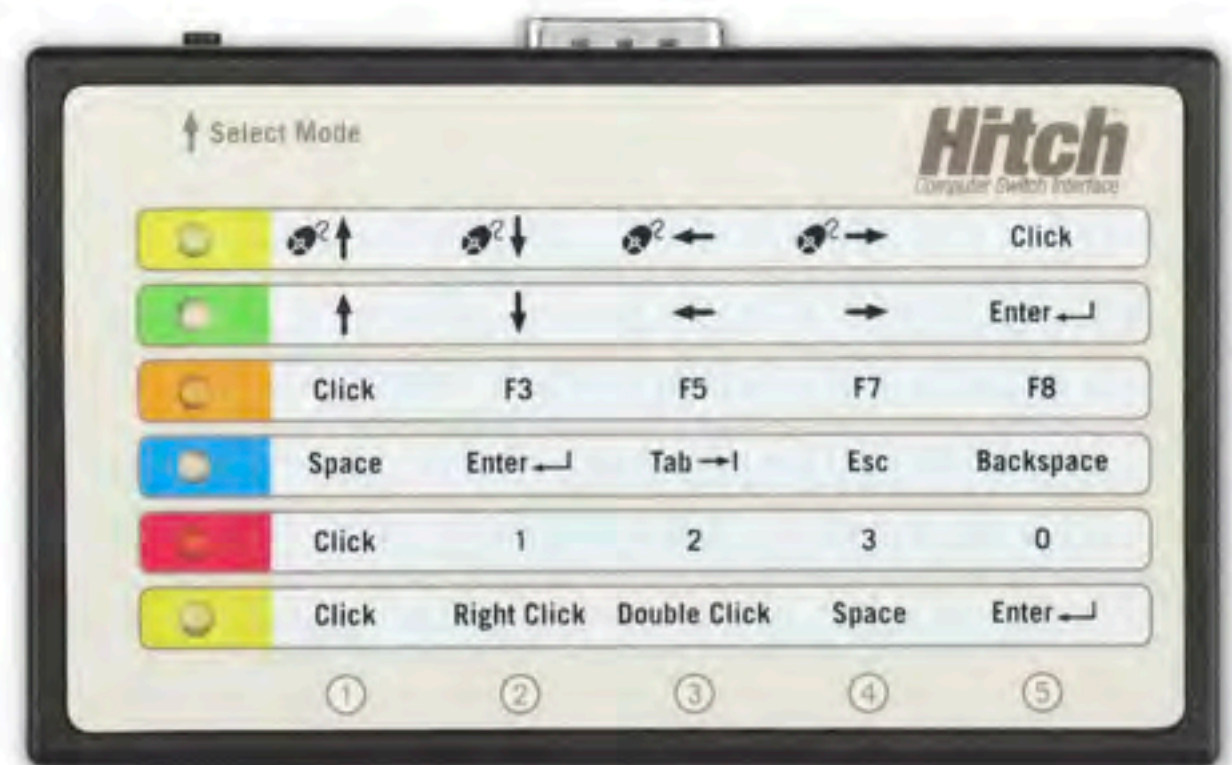 ↑ Select Mode
Hitch
Computer Switch Interface
2↑ 2↓ 2← 2→ Click
↑ ↓ ← → Enter ↵
Click F3 F5 F7 F8
Space Enter ↵ Tab →| Esc Backspace
Click 1 2 3 0
Click Right Click Double Click Space Enter ↵
1 2 3 4 5